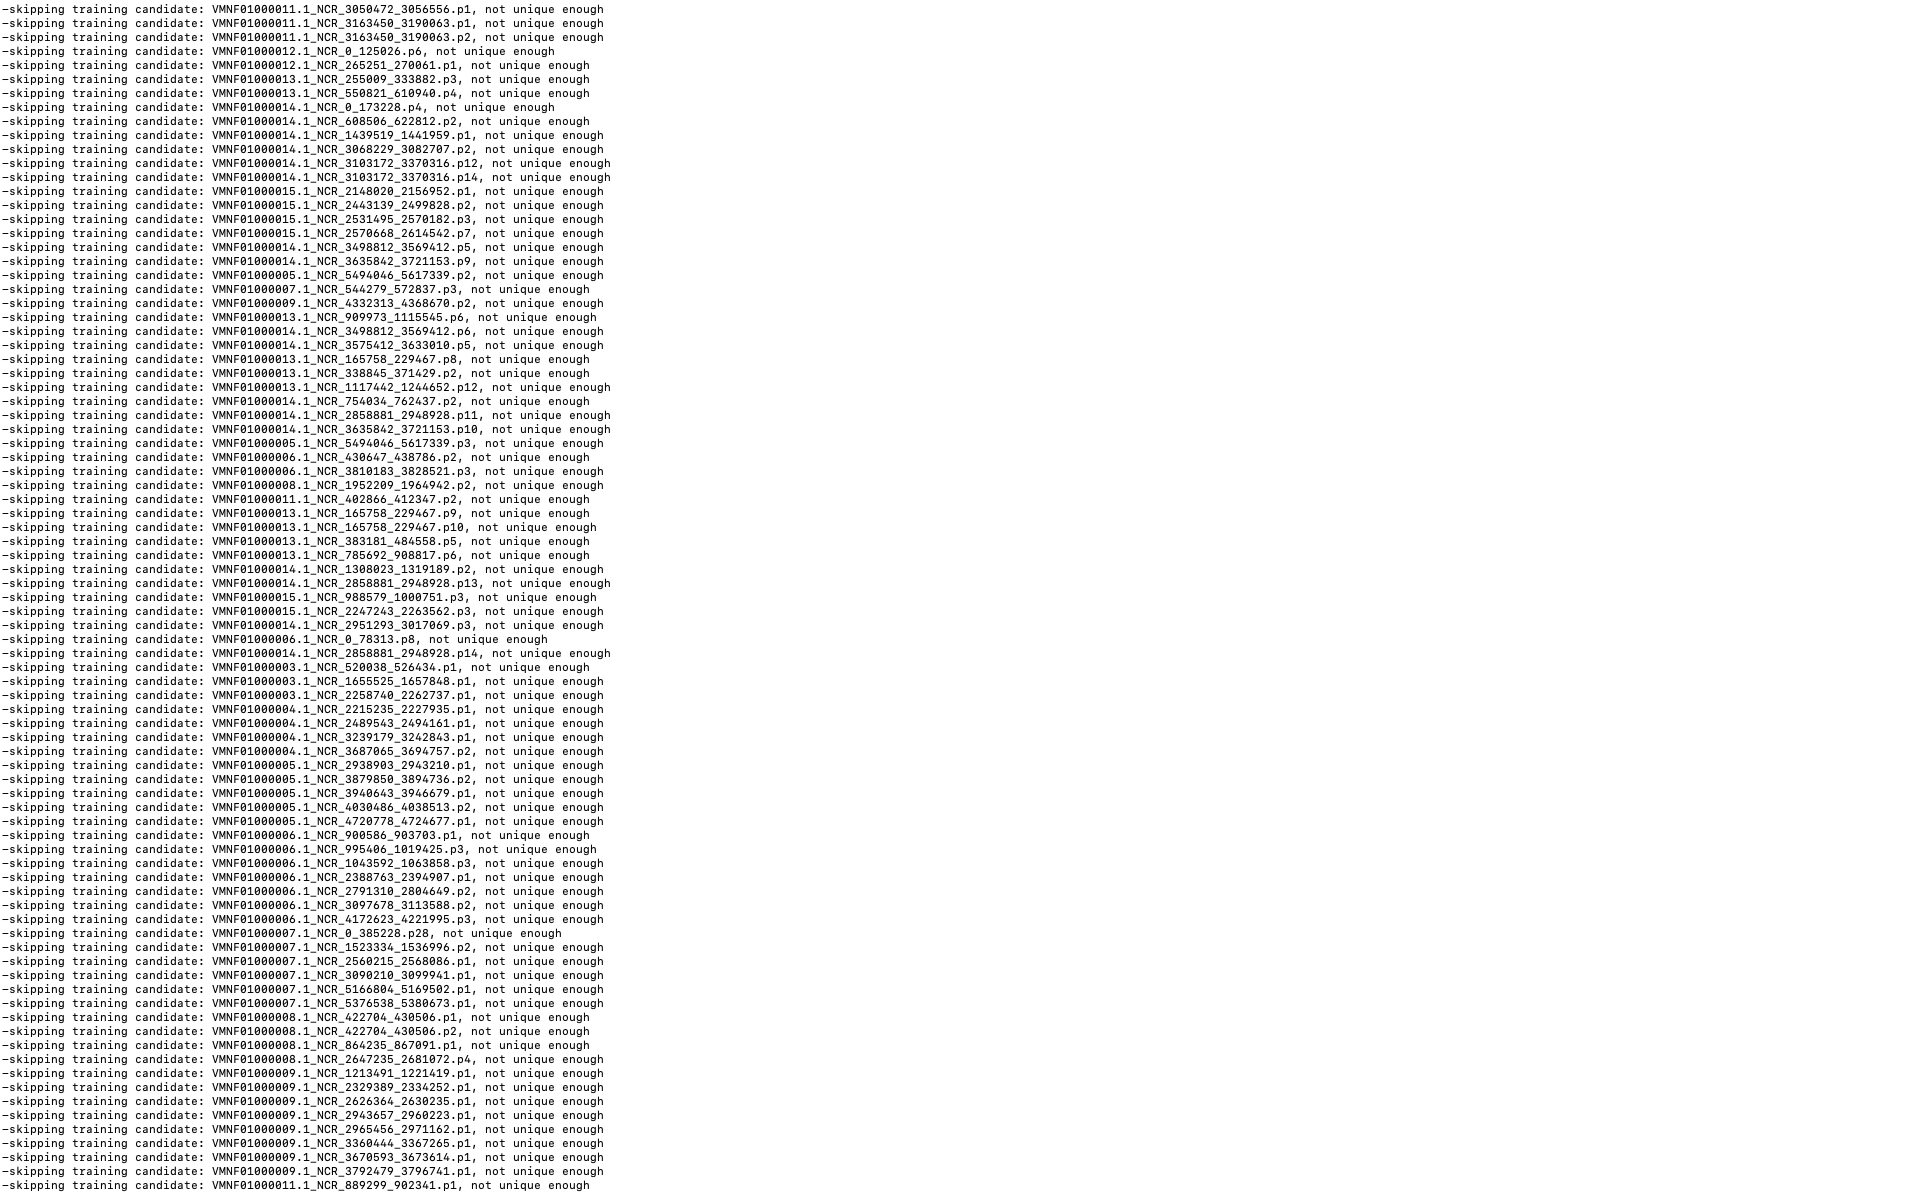 -skipping training candidate: VMNF01000011.1_NCR_3050472_3056556.p1, not unique enough
-skipping training candidate: VMNF01000011.1_NCR_3163450_3190063.p1, not unique enough
-skipping training candidate: VMNF01000011.1_NCR_3163450_3190063.p2, not unique enough
-skipping training candidate: VMNF01000012.1_NCR_0_125026.p6, not unique enough
-skipping training candidate: VMNF01000012.1_NCR_265251_270061.p1, not unique enough
-skipping training candidate: VMNF01000013.1_NCR_255009_333882.p3, not unique enough
-skipping training candidate: VMNF01000013.1_NCR_550821_610940.p4, not unique enough
-skipping training candidate: VMNF01000014.1_NCR_0_173228.p4, not unique enough
-skipping training candidate: VMNF01000014.1_NCR_608506_622812.p2, not unique enough
-skipping training candidate: VMNF01000014.1_NCR_1439519_1441959.p1, not unique enough
-skipping training candidate: VMNF01000014.1_NCR_3068229_3082707.p2, not unique enough
-skipping training candidate: VMNF01000014.1_NCR_3103172_3370316.p12, not unique enough
-skipping training candidate: VMNF01000014.1_NCR_3103172_3370316.p14, not unique enough
-skipping training candidate: VMNF01000015.1_NCR_2148020_2156952.p1, not unique enough
-skipping training candidate: VMNF01000015.1_NCR_2443139_2499828.p2, not unique enough
-skipping training candidate: VMNF01000015.1_NCR_2531495_2570182.p3, not unique enough
-skipping training candidate: VMNF01000015.1_NCR_2570668_2614542.p7, not unique enough
-skipping training candidate: VMNF01000014.1_NCR_3498812_3569412.p5, not unique enough
-skipping training candidate: VMNF01000014.1_NCR_3635842_3721153.p9, not unique enough
-skipping training candidate: VMNF01000005.1_NCR_5494046_5617339.p2, not unique enough
-skipping training candidate: VMNF01000007.1_NCR_544279_572837.p3, not unique enough
-skipping training candidate: VMNF01000009.1_NCR_4332313_4368670.p2, not unique enough
-skipping training candidate: VMNF01000013.1_NCR_909973_1115545.p6, not unique enough
-skipping training candidate: VMNF01000014.1_NCR_3498812_3569412.p6, not unique enough
-skipping training candidate: VMNF01000014.1_NCR_3575412_3633010.p5, not unique enough
-skipping training candidate: VMNF01000013.1_NCR_165758_229467.p8, not unique enough
-skipping training candidate: VMNF01000013.1_NCR_338845_371429.p2, not unique enough
-skipping training candidate: VMNF01000013.1_NCR_1117442_1244652.p12, not unique enough
-skipping training candidate: VMNF01000014.1_NCR_754034_762437.p2, not unique enough
-skipping training candidate: VMNF01000014.1_NCR_2858881_2948928.p11, not unique enough
-skipping training candidate: VMNF01000014.1_NCR_3635842_3721153.p10, not unique enough
-skipping training candidate: VMNF01000005.1_NCR_5494046_5617339.p3, not unique enough
-skipping training candidate: VMNF01000006.1_NCR_430647_438786.p2, not unique enough
-skipping training candidate: VMNF01000006.1_NCR_3810183_3828521.p3, not unique enough
-skipping training candidate: VMNF01000008.1_NCR_1952209_1964942.p2, not unique enough
-skipping training candidate: VMNF01000011.1_NCR_402866_412347.p2, not unique enough
-skipping training candidate: VMNF01000013.1_NCR_165758_229467.p9, not unique enough
-skipping training candidate: VMNF01000013.1_NCR_165758_229467.p10, not unique enough
-skipping training candidate: VMNF01000013.1_NCR_383181_484558.p5, not unique enough
-skipping training candidate: VMNF01000013.1_NCR_785692_908817.p6, not unique enough
-skipping training candidate: VMNF01000014.1_NCR_1308023_1319189.p2, not unique enough
-skipping training candidate: VMNF01000014.1_NCR_2858881_2948928.p13, not unique enough
-skipping training candidate: VMNF01000015.1_NCR_988579_1000751.p3, not unique enough
-skipping training candidate: VMNF01000015.1_NCR_2247243_2263562.p3, not unique enough
-skipping training candidate: VMNF01000014.1_NCR_2951293_3017069.p3, not unique enough
-skipping training candidate: VMNF01000006.1_NCR_0_78313.p8, not unique enough
-skipping training candidate: VMNF01000014.1_NCR_2858881_2948928.p14, not unique enough
-skipping training candidate: VMNF01000003.1_NCR_520038_526434.p1, not unique enough
-skipping training candidate: VMNF01000003.1_NCR_1655525_1657848.p1, not unique enough
-skipping training candidate: VMNF01000003.1_NCR_2258740_2262737.p1, not unique enough
-skipping training candidate: VMNF01000004.1_NCR_2215235_2227935.p1, not unique enough
-skipping training candidate: VMNF01000004.1_NCR_2489543_2494161.p1, not unique enough
-skipping training candidate: VMNF01000004.1_NCR_3239179_3242843.p1, not unique enough
-skipping training candidate: VMNF01000004.1_NCR_3687065_3694757.p2, not unique enough
-skipping training candidate: VMNF01000005.1_NCR_2938903_2943210.p1, not unique enough
-skipping training candidate: VMNF01000005.1_NCR_3879850_3894736.p2, not unique enough
-skipping training candidate: VMNF01000005.1_NCR_3940643_3946679.p1, not unique enough
-skipping training candidate: VMNF01000005.1_NCR_4030486_4038513.p2, not unique enough
-skipping training candidate: VMNF01000005.1_NCR_4720778_4724677.p1, not unique enough
-skipping training candidate: VMNF01000006.1_NCR_900586_903703.p1, not unique enough
-skipping training candidate: VMNF01000006.1_NCR_995406_1019425.p3, not unique enough
-skipping training candidate: VMNF01000006.1_NCR_1043592_1063858.p3, not unique enough
-skipping training candidate: VMNF01000006.1_NCR_2388763_2394907.p1, not unique enough
-skipping training candidate: VMNF01000006.1_NCR_2791310_2804649.p2, not unique enough
-skipping training candidate: VMNF01000006.1_NCR_3097678_3113588.p2, not unique enough
-skipping training candidate: VMNF01000006.1_NCR_4172623_4221995.p3, not unique enough
-skipping training candidate: VMNF01000007.1_NCR_0_385228.p28, not unique enough
-skipping training candidate: VMNF01000007.1_NCR_1523334_1536996.p2, not unique enough
-skipping training candidate: VMNF01000007.1_NCR_2560215_2568086.p1, not unique enough
-skipping training candidate: VMNF01000007.1_NCR_3090210_3099941.p1, not unique enough
-skipping training candidate: VMNF01000007.1_NCR_5166804_5169502.p1, not unique enough
-skipping training candidate: VMNF01000007.1_NCR_5376538_5380673.p1, not unique enough
-skipping training candidate: VMNF01000008.1_NCR_422704_430506.p1, not unique enough
-skipping training candidate: VMNF01000008.1_NCR_422704_430506.p2, not unique enough
-skipping training candidate: VMNF01000008.1_NCR_864235_867091.p1, not unique enough
-skipping training candidate: VMNF01000008.1_NCR_2647235_2681072.p4, not unique enough
-skipping training candidate: VMNF01000009.1_NCR_1213491_1221419.p1, not unique enough
-skipping training candidate: VMNF01000009.1_NCR_2329389_2334252.p1, not unique enough
-skipping training candidate: VMNF01000009.1_NCR_2626364_2630235.p1, not unique enough
-skipping training candidate: VMNF01000009.1_NCR_2943657_2960223.p1, not unique enough
-skipping training candidate: VMNF01000009.1_NCR_2965456_2971162.p1, not unique enough
-skipping training candidate: VMNF01000009.1_NCR_3360444_3367265.p1, not unique enough
-skipping training candidate: VMNF01000009.1_NCR_3670593_3673614.p1, not unique enough
-skipping training candidate: VMNF01000009.1_NCR_3792479_3796741.p1, not unique enough
-skipping training candidate: VMNF01000011.1_NCR_889299_902341.p1, not unique enough